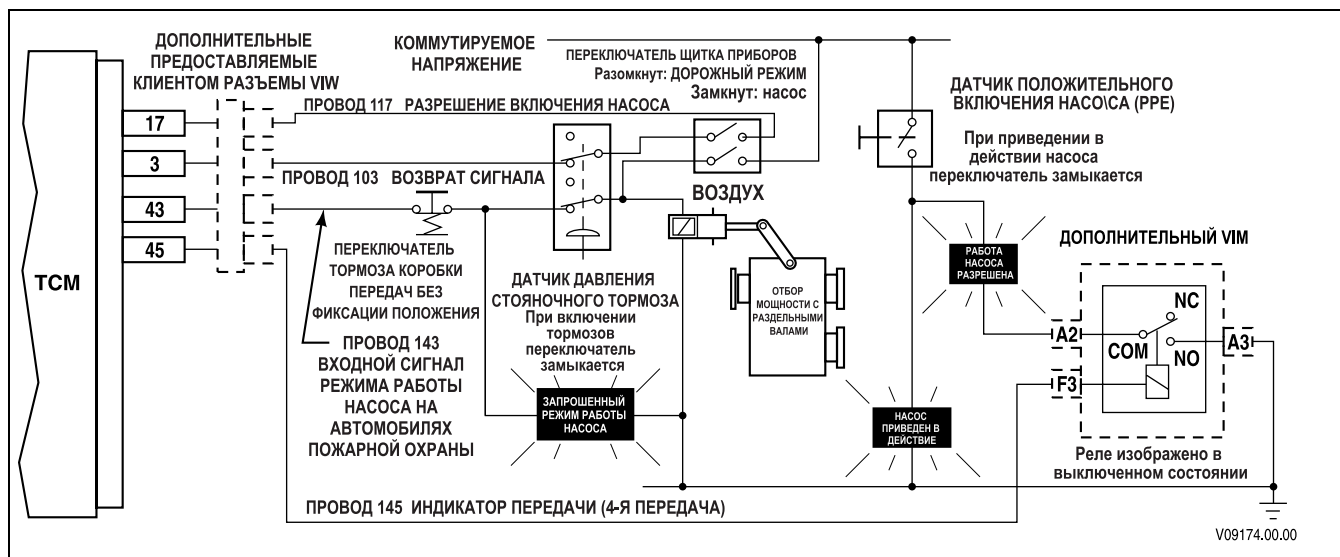 ДОПОЛНИТЕЛЬНЫЕ
ПРЕДОСТАВЛЯЕМЫЕ
КЛИЕНТОМ РАЗЪЕМЫ VIW
КОММУТИРУЕМОЕ
НАПРЯЖЕНИЕ
ПЕРЕКЛЮЧАТЕЛЬ ЩИТКА ПРИБОРОВ
Разомкнут: ДОРОЖНЫЙ РЕЖИМ
Замкнут: насос
ДАТЧИК ПОЛОЖИТЕЛЬНОГО
ВКЛЮЧЕНИЯ НАСО\СА (PPE)
При приведении в
действии насоса
переключатель замыкается
TCM
17
3
43
45
ПРОВОД 117 РАЗРЕШЕНИЕ ВКЛЮЧЕНИЯ НАСОСА
ПРОВОД 103 ВОЗВРАТ СИГНАЛА
ПЕРЕКЛЮЧАТЕЛЬ
ТОРМОЗА КОРОБКИ
ПЕРЕДАЧ БЕЗ
ФИКСАЦИИ ПОЛОЖЕНИЯ
ПРОВОД 143
ВХОДНОЙ СИГНАЛ
РЕЖИМА РАБОТЫ
НАСОСА НА
АВТОМОБИЛЯХ
ПОЖАРНОЙ ОХРАНЫ
ДАТЧИК ДАВЛЕНИЯ
СТОЯНОЧНОГО ТОРМОЗА
При включении
тормозов
переключатель
замыкается
ЗАПРОШЕННЫЙ
РЕЖИМ РАБОТЫ
НАСОСА
ВОЗДУХ
ОТБОР
МОЩНОСТИ С
РАЗДЕЛЬНЫМИ
ВАЛАМИ
РАБОТА
НАСОСА
РАЗРЕШЕНА
НАСОС
ПРИВЕДЕН В
ДЕЙСТВИЕ
ДОПОЛНИТЕЛЬНЫЙ VIM
NC
A2
COM
NO
A3
F3
Реле изображено в
выключенном состоянии
ПРОВОД 145 ИНДИКАТОР ПЕРЕДАЧИ (4-Я ПЕРЕДАЧА)
V09174.00.00